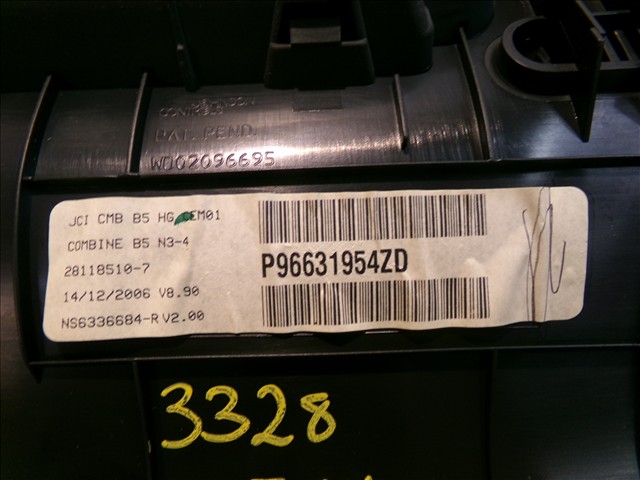 PAT. PEND.
WO02096695
JCI CMB B5 HG CEM01
COMBINE B5 N3-4
28118510-7
14/12/2006 V8.90
NS6336684-R V2.00
P96631954ZD
3328